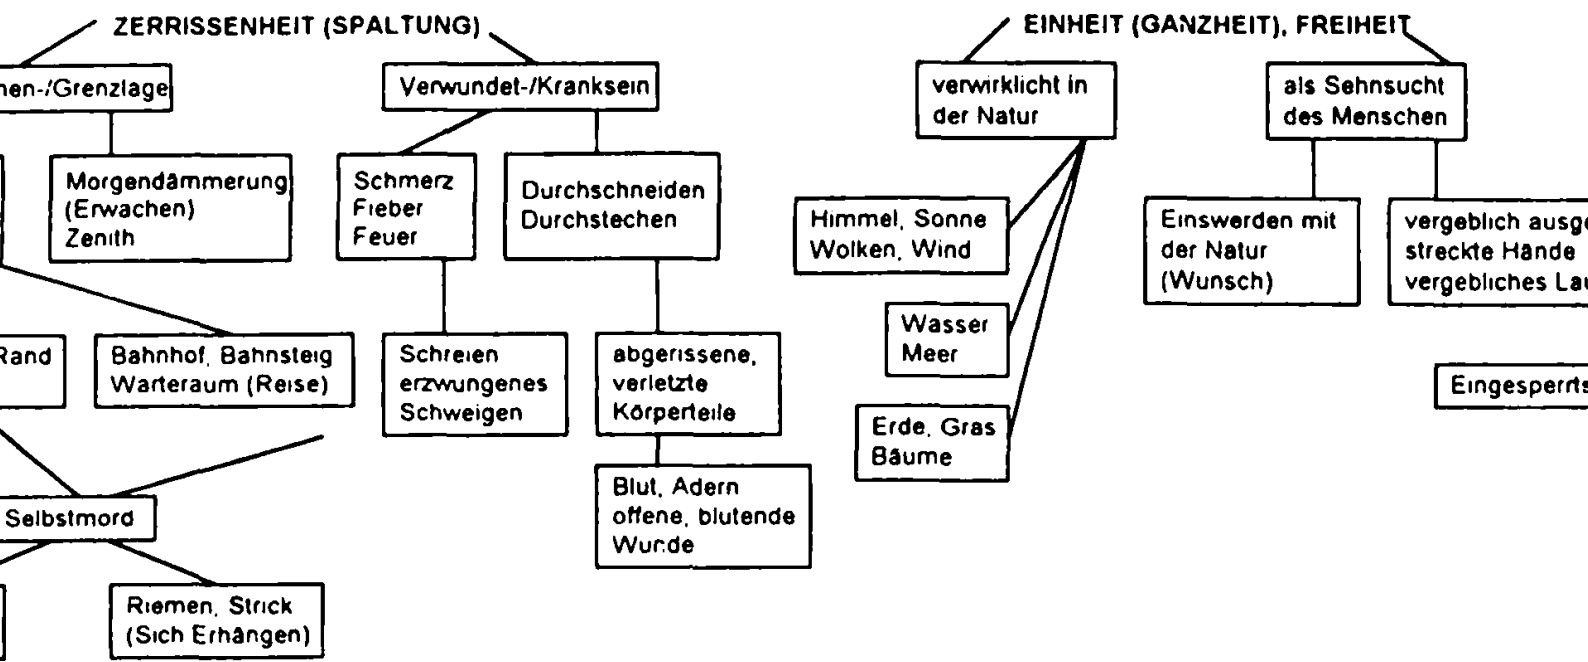 ZERRISSENHEIT (SPALTUNG)
EINHEIT (GANZHEIT), FREIHEIT
nen-/Grenzlage
Verwundet-/Kranksein
verwirklicht in
der Natur
als Sehnsucht
des Menschen
Morgendämmerung
(Erwachen)
Zenith
Schmerz
Fieber
Feuer
Durchschneiden
Durchstechen
Himmel, Sonne
Wolken, Wind
Einswerden mit
der Natur
(Wunsch)
vergeblich ausge
streckte Hände
vergebliches Lau
Wasser
Meer
Rand
Bahnhof, Bahnsteig
Warteraum (Reise)
Schreien
erzwungenes
Schweigen
abgerissene,
verletzte
Körperteile
Eingesperrts
Erde, Gras
Bäume
Blut, Adern
offene, blutende
Wunde
Selbstmord
Riemen, Strick
(Sich Erhängen)